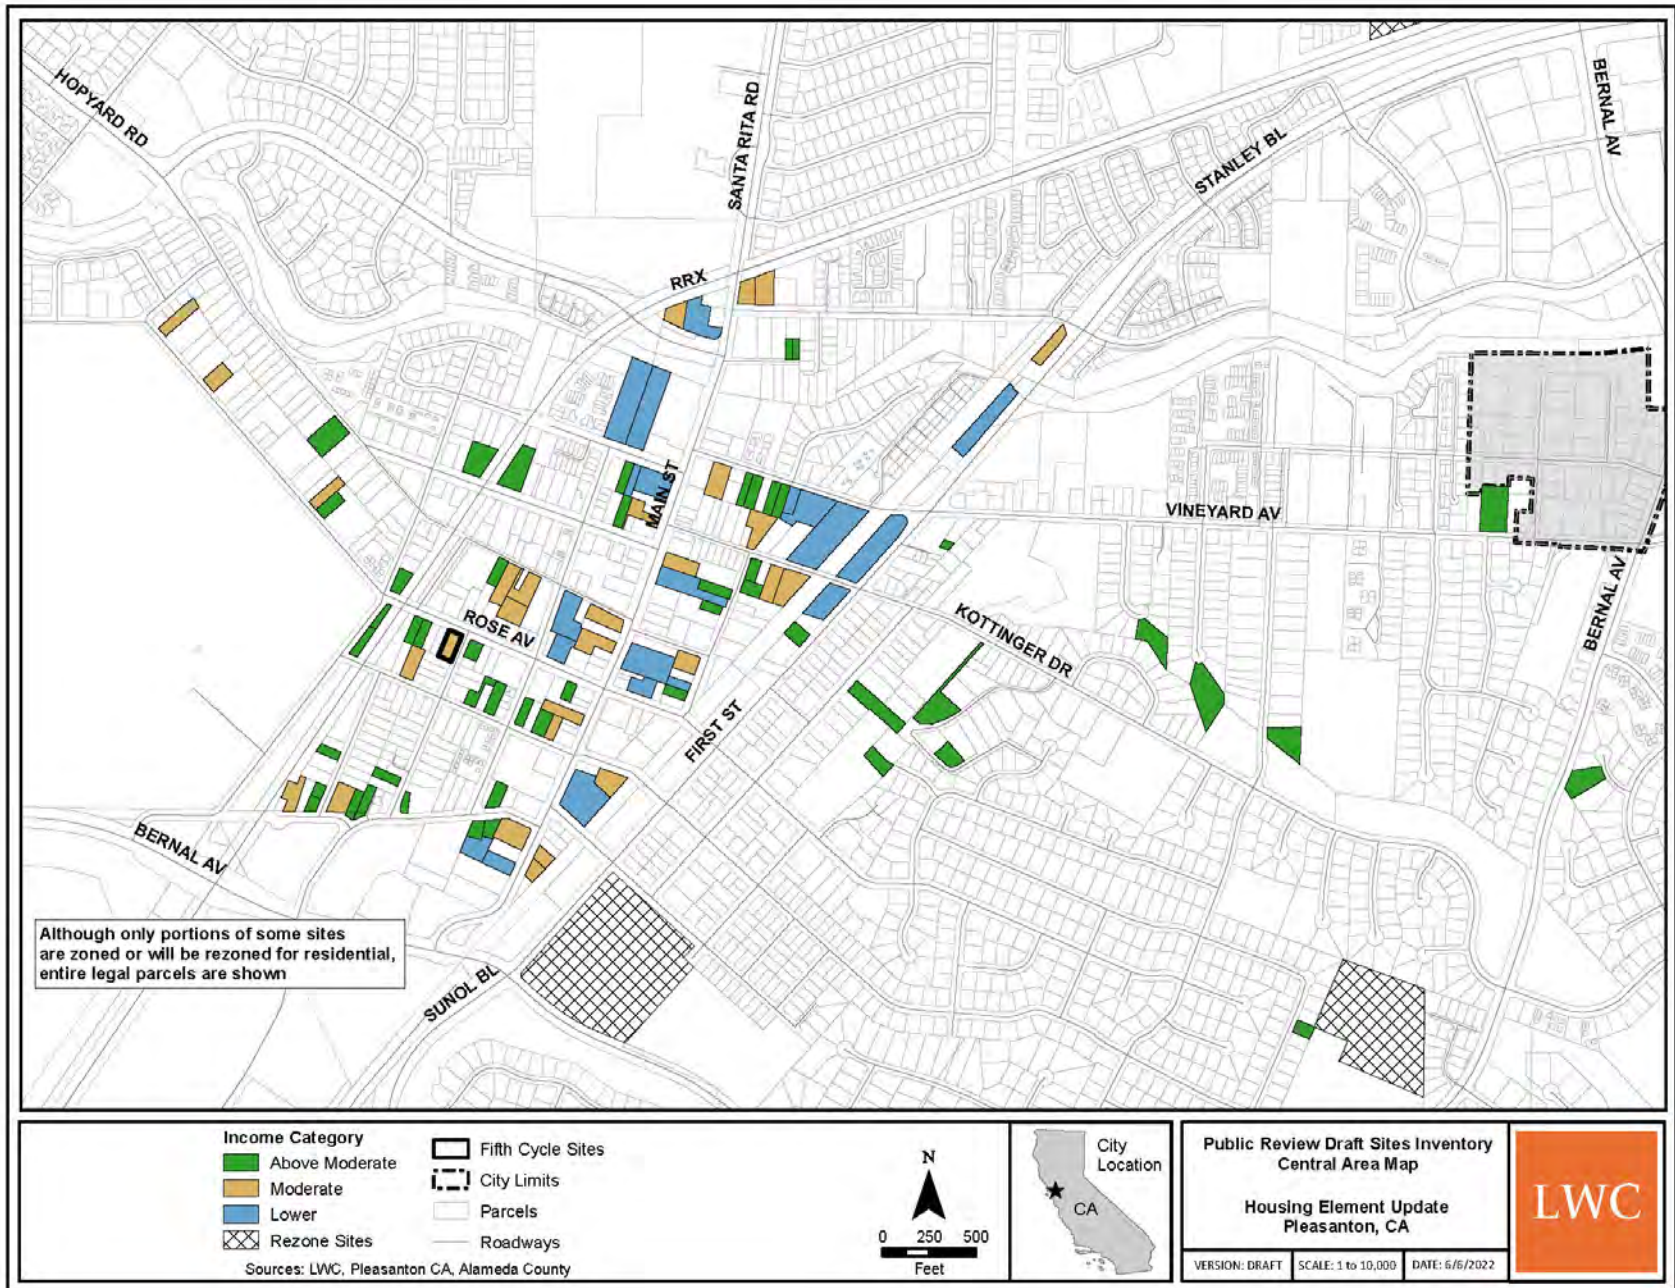 HOPYARD RD
SANTA RITA RD
STANLEY BL
BERNAL AV
RRX
MAIN ST
VINEYARD AV
BERNAL AV
ROSE AV
KOTTINGER DR
FIRST ST
BERNAL AV
SUNOL BL
Although only portions of some sites
are zoned or will be rezoned for residential,
entire legal parcels are shown
Income Category
Above Moderate
Moderate
Lower
Rezone Sites
Fifth Cycle Sites
City Limits
Parcels
Roadways
Sources: LWC, Pleasanton CA, Alameda County
N
0 250 500
Feet
City
Location
CA
Public Review Draft Sites Inventory
Central Area Map
Housing Element Update
Pleasanton, CA
VERSION: DRAFT SCALE: 1 to 10,000 DATE: 6/6/2022
LWC